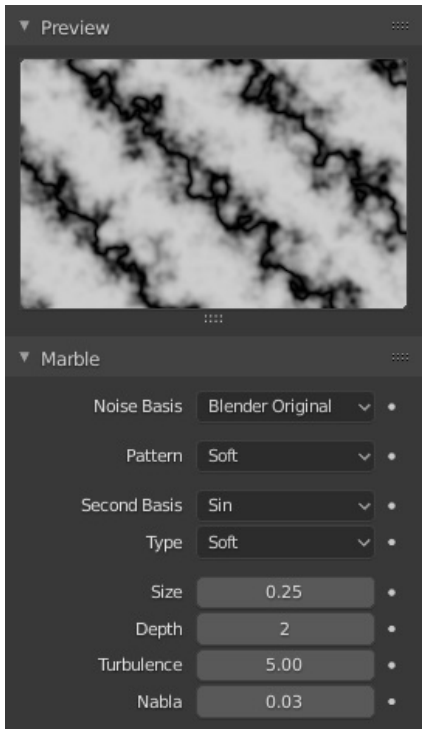 Preview
Marble
Noise Basis Blender Original
Pattern Soft
Second Basis Sin
Type Soft
Size 0.25
Depth 2
Turbulence 5.00
Nabla 0.03